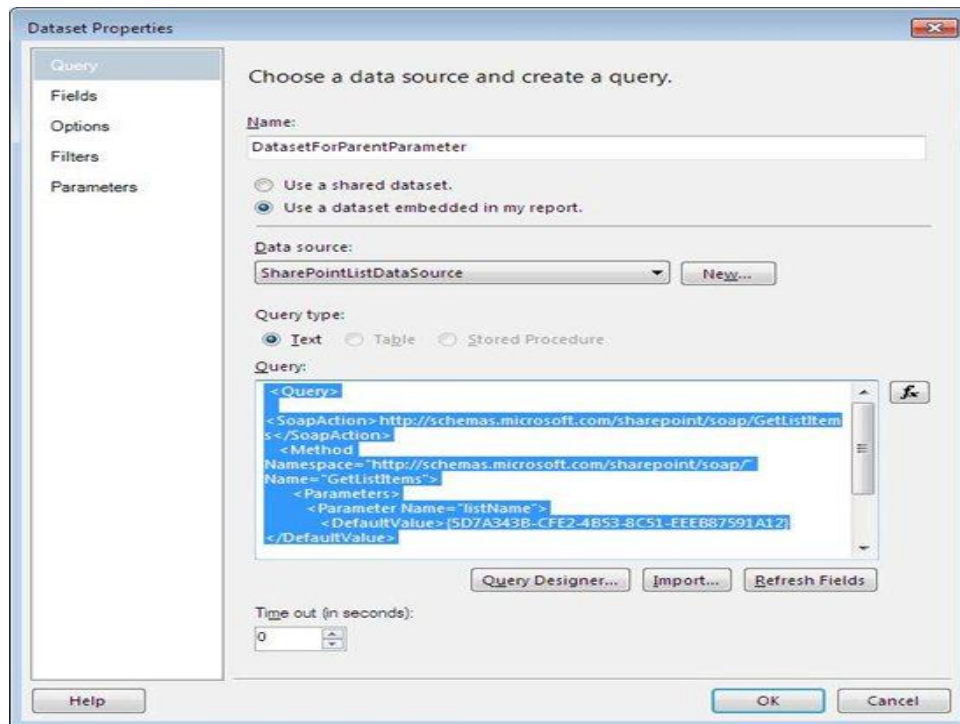 Dataset Properties
Query
Fields
Options
Filters
Parameters
Choose a data source and create a query.
Name:
DatasetForParentParameter
Use a shared dataset.
Use a dataset embedded in my report.
Data source:
SharePointListDataSource
New...
Query type:
Text Table Stored Procedure
Query:
<Query>
<SoapAction>http://schemas.microsoft.com/sharepoint/soap/GetListItem
s</SoapAction>
<Method
Namespace="http://schemas.microsoft.com/sharepoint/soap/"
Name="GetListItems">
<Parameters>
<Parameter Name="listName">
<DefaultValue>{5D7A343B-CFE2-4B53-8C51-EEEB87591A12}
</DefaultValue>
fx
Query Designer... Import... Refresh Fields
Time out (in seconds):
0
Help
OK Cancel